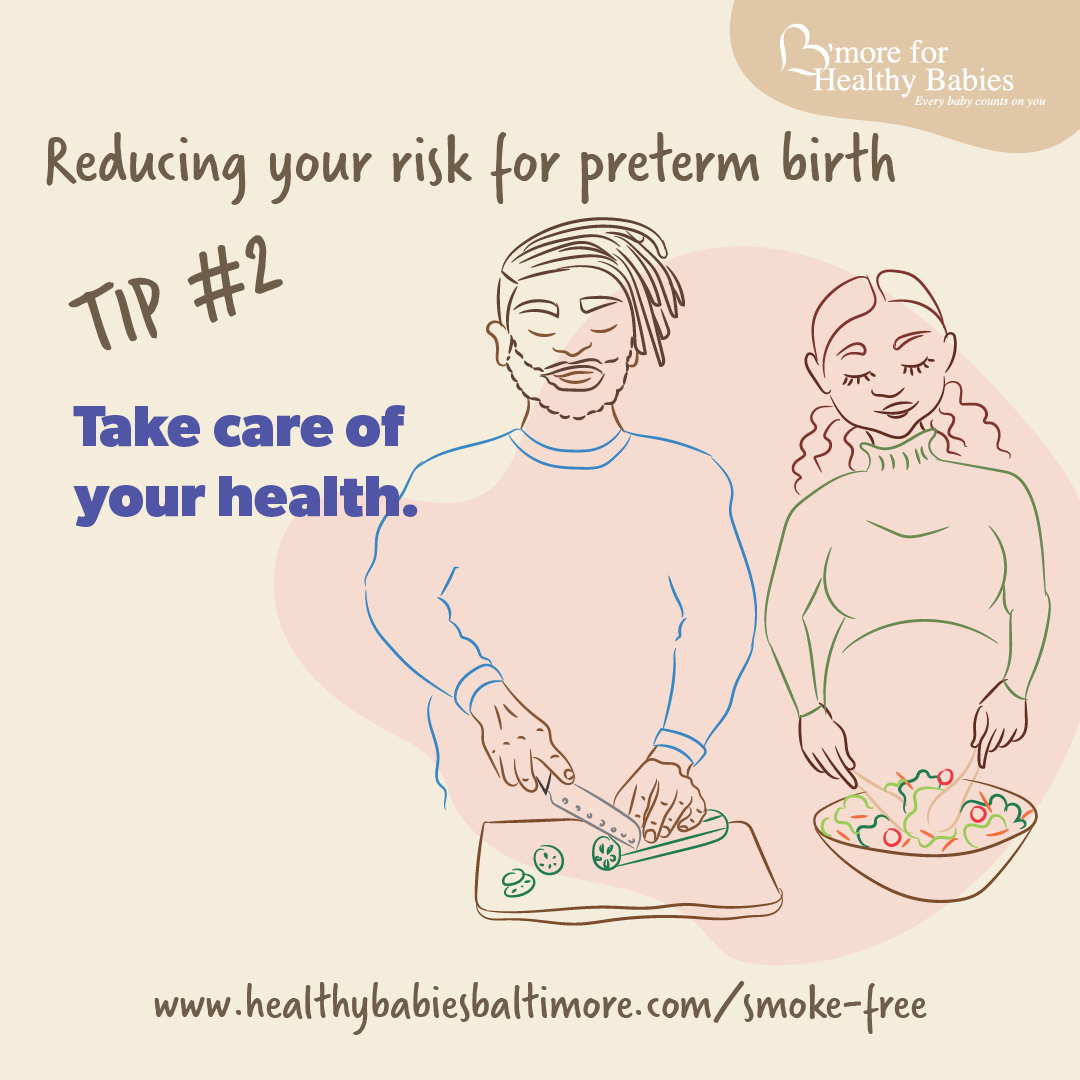 B'more for
Healthy Babies
Every baby counts on you
Reducing your risk for preterm birth
TIP #2
Take care of
your health.
www.healthybabiesbaltimore.com/smoke-free